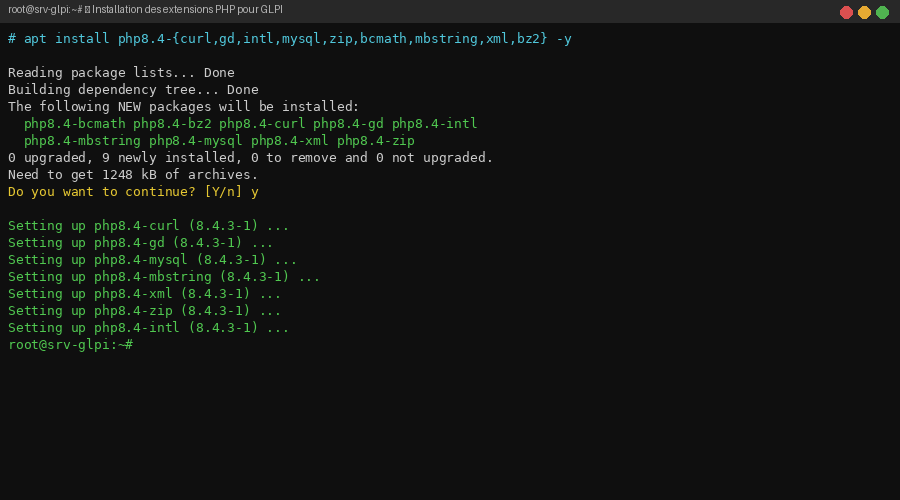 root@srv-glpi:~# Installation des extensions PHP pour GLPI
# apt install php8.4-{curl,gd,intl,mysql,zip,bcmath,mbstring,xml,bz2} -y
Reading package lists... Done
Building dependency tree... Done
The following NEW packages will be installed:
php8.4-bcmath php8.4-bz2 php8.4-curl php8.4-gd php8.4-intl
php8.4-mbstring php8.4-mysql php8.4-xml php8.4-zip
0 upgraded, 9 newly installed, 0 to remove and 0 not upgraded.
Need to get 1248 kB of archives.
Do you want to continue? [Y/n] y
Setting up php8.4-curl (8.4.3-1) ...
Setting up php8.4-gd (8.4.3-1) ...
Setting up php8.4-mysql (8.4.3-1) ...
Setting up php8.4-mbstring (8.4.3-1) ...
Setting up php8.4-xml (8.4.3-1) ...
Setting up php8.4-zip (8.4.3-1) ...
Setting up php8.4-intl (8.4.3-1) ...
root@srv-glpi:~#